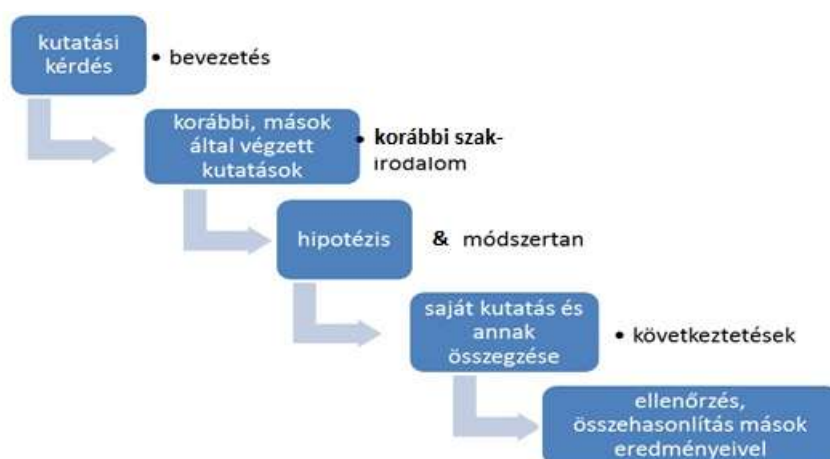 kutatási
kérdés
• bevezetés
korábbi, mások
által végzett
kutatások
• korábbi szak-
irodalom
hipotézis
& módszertan
saját kutatás és
annak
összegzése
• következtetések
ellenőrzés,
összehasonlítás mások
eredményeivel